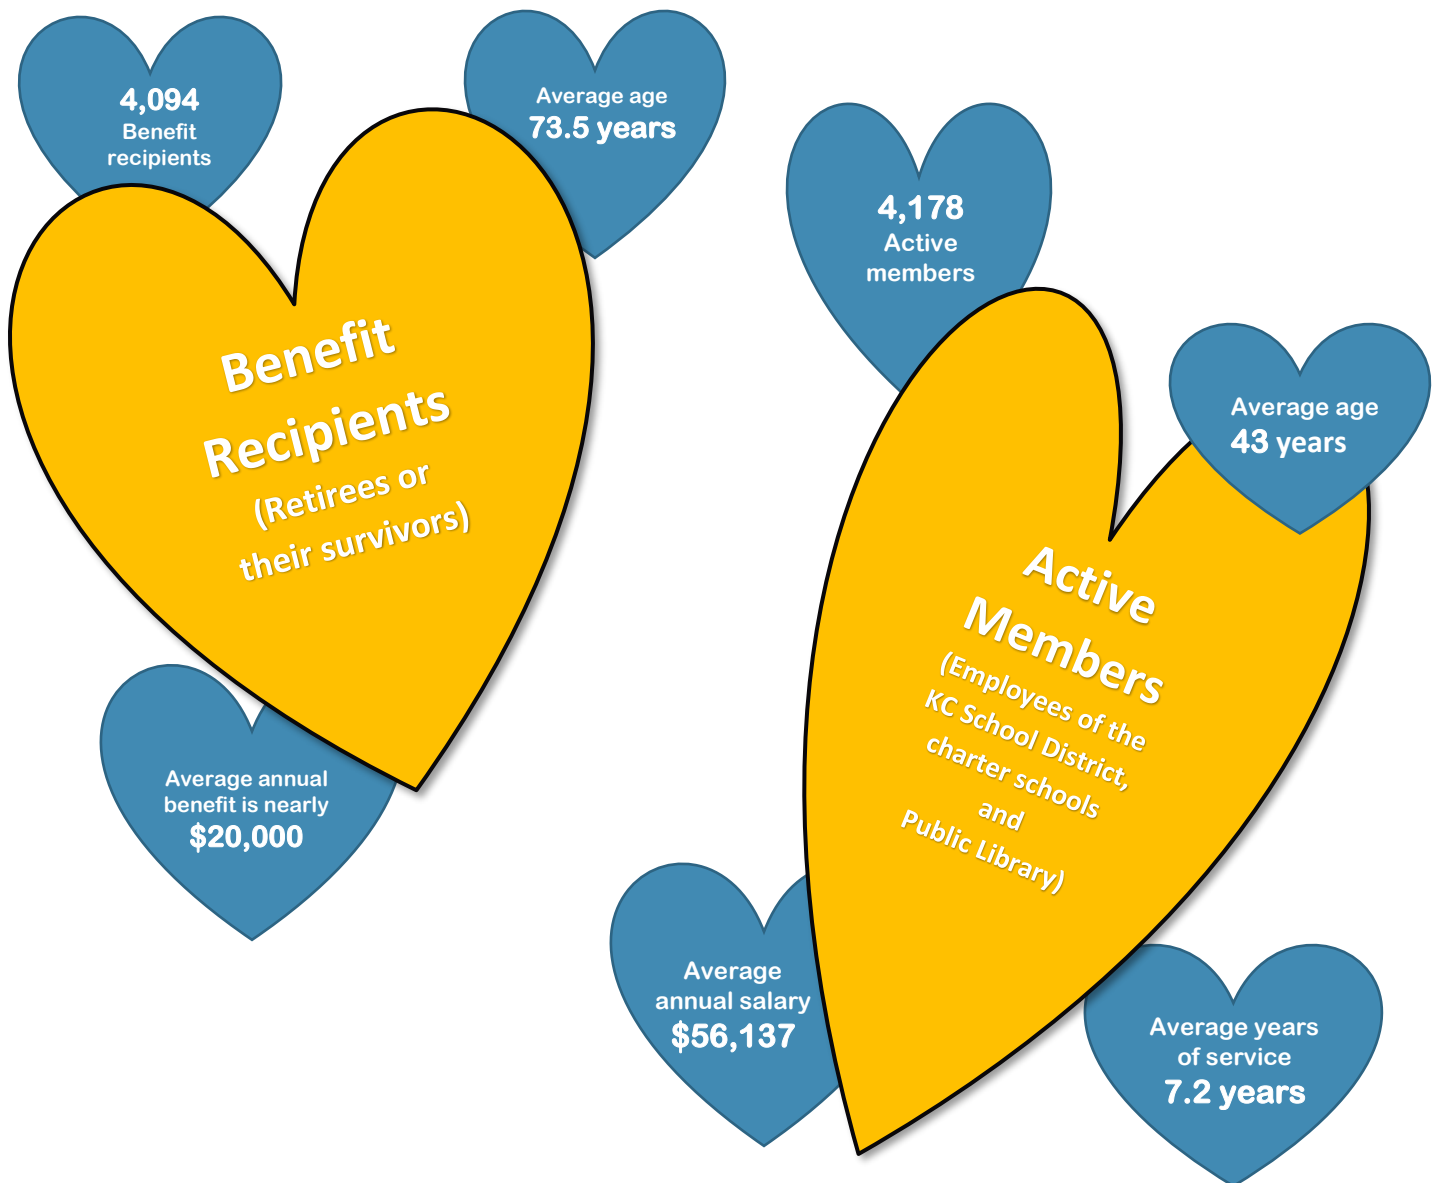 4,094
Benefit
recipients
Average age
73.5 years
Benefit
Recipients
(Retirees or
their survivors)
Average annual
benefit is nearly
$20,000
4,178
Active
members
Average age
43 years
Active
Members
(Employees of the
KC School District,
charter schools
and
Public Library)
Average
annual salary
$56,137
Average years
of service
7.2 years